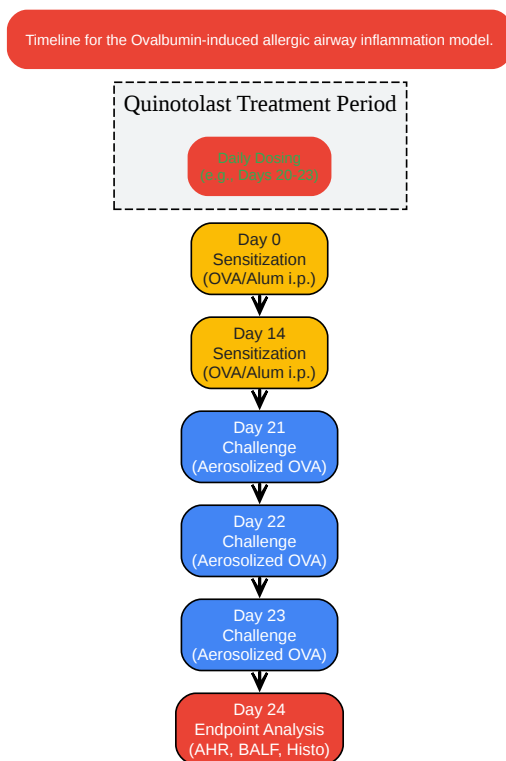 Timeline for the Ovalbumin-induced allergic airway inflammation model.
Quinotolast Treatment Period
Daily Dosing
(e.g., Days 20-23)
Day 0
Sensitization
(OVA/Alum i.p.)
Day 14
Sensitization
(OVA/Alum i.p.)
Day 21
Challenge
(Aerosolized OVA)
Day 22
Challenge
(Aerosolized OVA)
Day 23
Challenge
(Aerosolized OVA)
Day 24
Endpoint Analysis
(AHR, BALF, Histo)